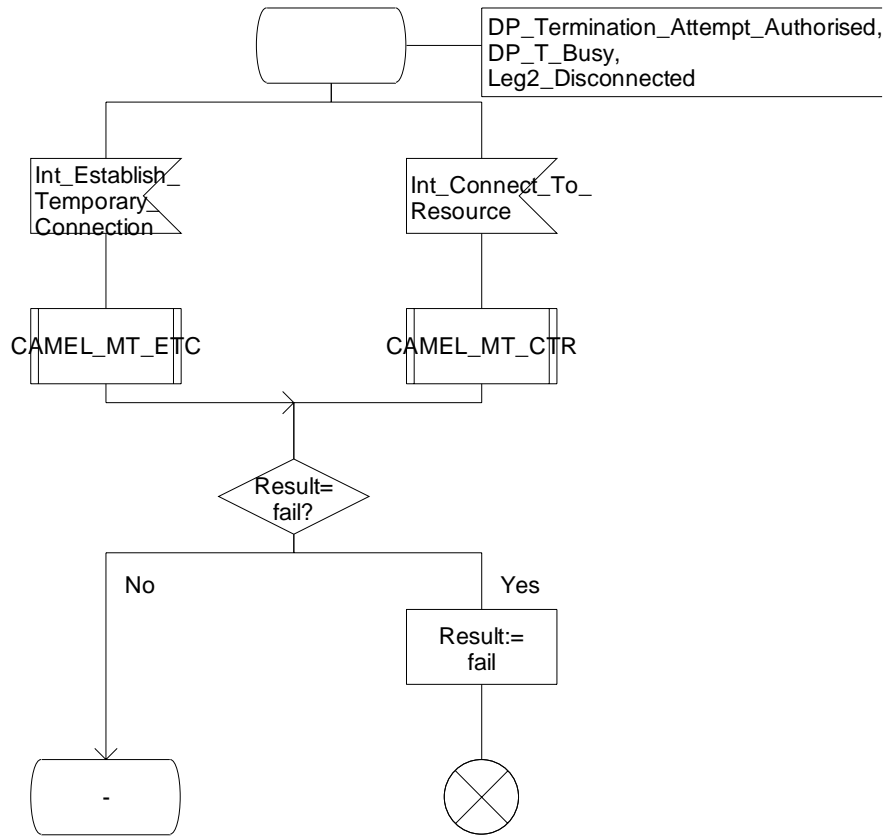 DP_Termination_Attempt_Authorised,
DP_T_Busy,
Leg2_Disconnected
Int_Establish_
Temporary_
Connection
Int_Connect_To_
Resource
CAMEL_MT_ETC
CAMEL_MT_CTR
Result=
fail?
No
Yes
Result:=
fail
-